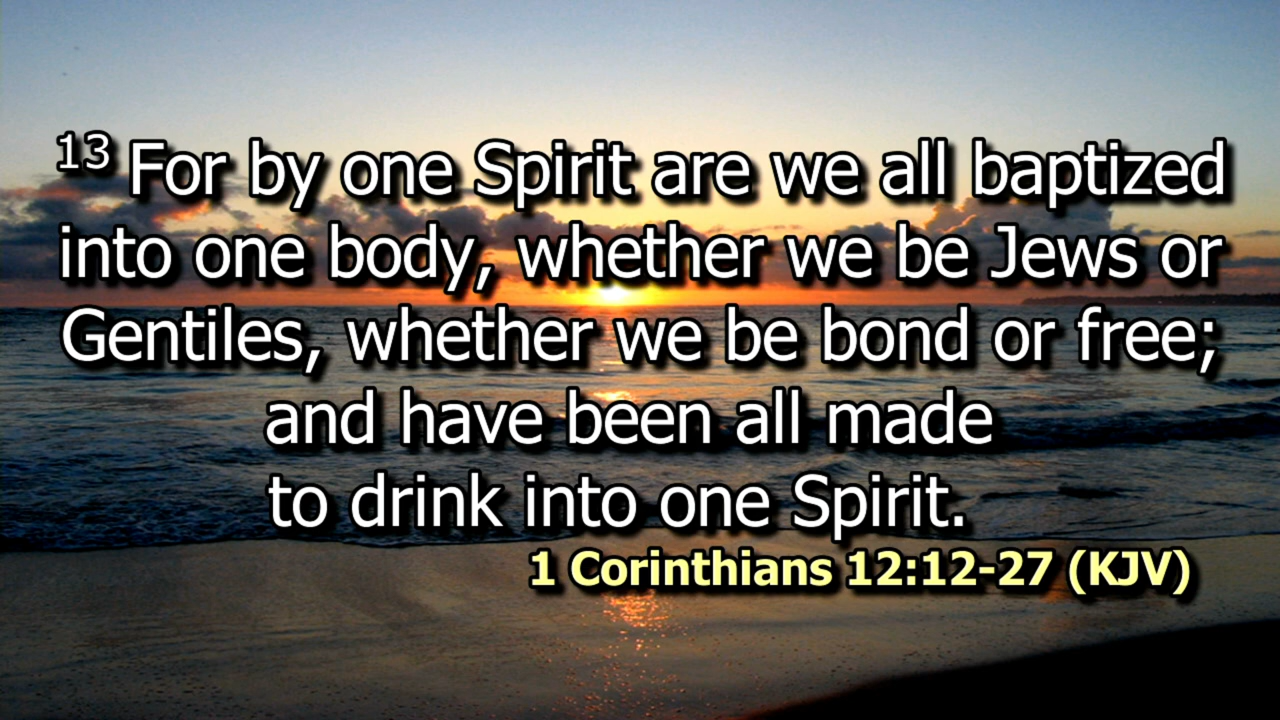 13 For by one Spirit are we all baptized
into one body, whether we be Jews or
Gentiles, whether we be bond or free;
and have been all made
to drink into one Spirit.
1 Corinthians 12:12-27 (KJV)